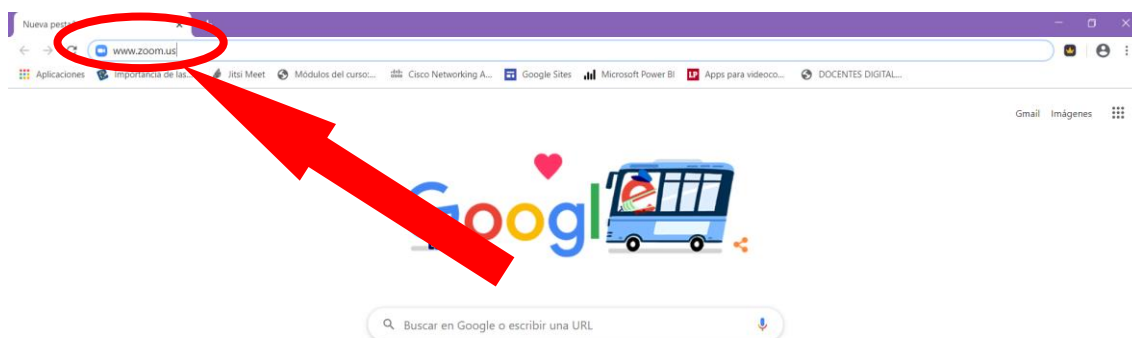 Nueva pesta
www.zoom.us
Aplicaciones Importancia de las... Jitsi Meet Módulos del curso:... Cisco Networking A... Google Sites Microsoft Power BI Apps para videoco... DOCENTES DIGITAL...
Gmail Imágenes
Google
Buscar en Google o escribir una URL